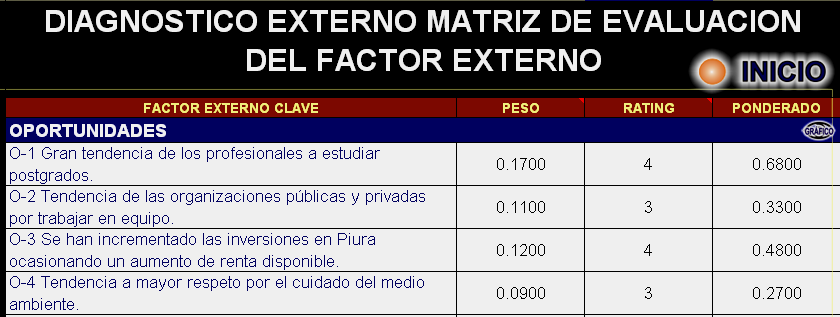 DIAGNOSTICO EXTERNO MATRIZ DE EVALUACION
DEL FACTOR EXTERNO
INICIO
FACTOR EXTERNO CLAVE PESO RATING PONDERADO
OPORTUNIDADES GRÁFICO
O-1 Gran tendencia de los profesionales a estudiar
postgrados. 0.1700 4 0.6800
O-2 Tendencia de las organizaciones públicas y privadas
por trabajar en equipo. 0.1100 3 0.3300
O-3 Se han incrementado las inversiones en Piura
ocasionando un aumento de renta disponible. 0.1200 4 0.4800
O-4 Tendencia a mayor respeto por el cuidado del medio
ambiente. 0.0900 3 0.2700